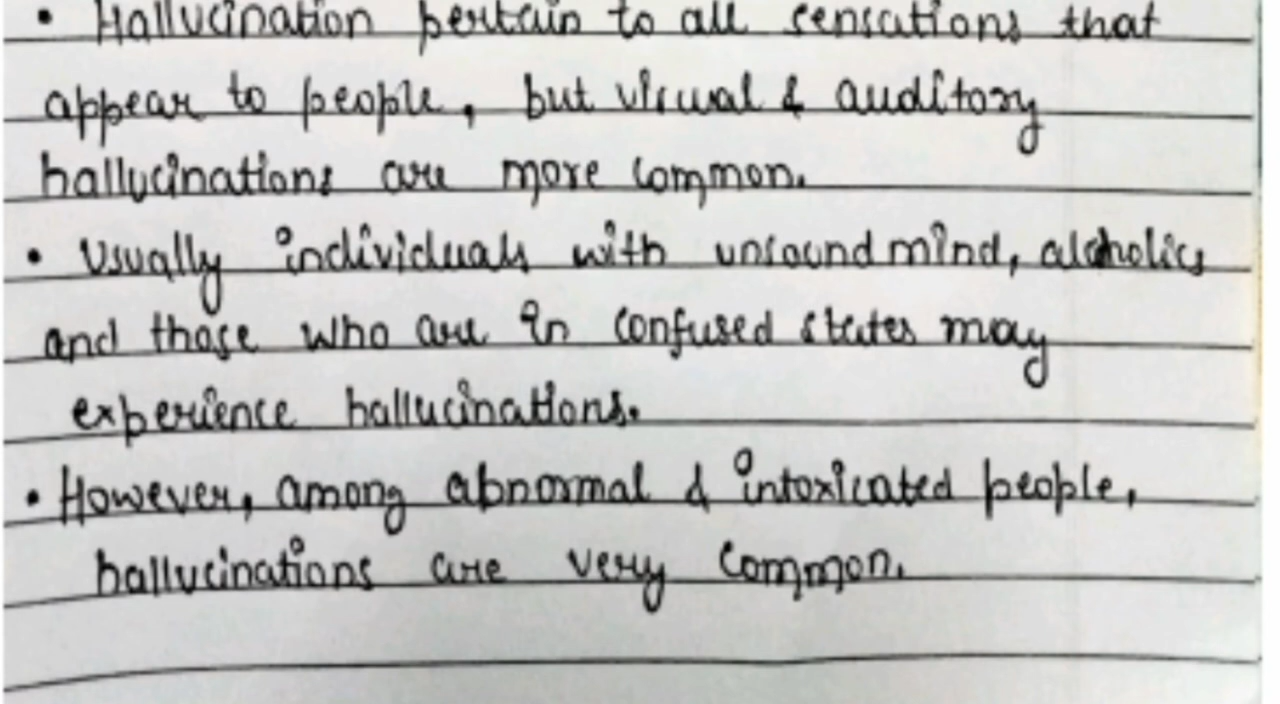 • Hallucination pertain to all sensations that
appear to people, but visual & auditory
hallucinations are more common.
• Usually individuals with unsound mind, alcoholics
and those who are in confused states may
experience hallucinations.
• However, among abnormal & intoxicated people,
hallucinations are very common.